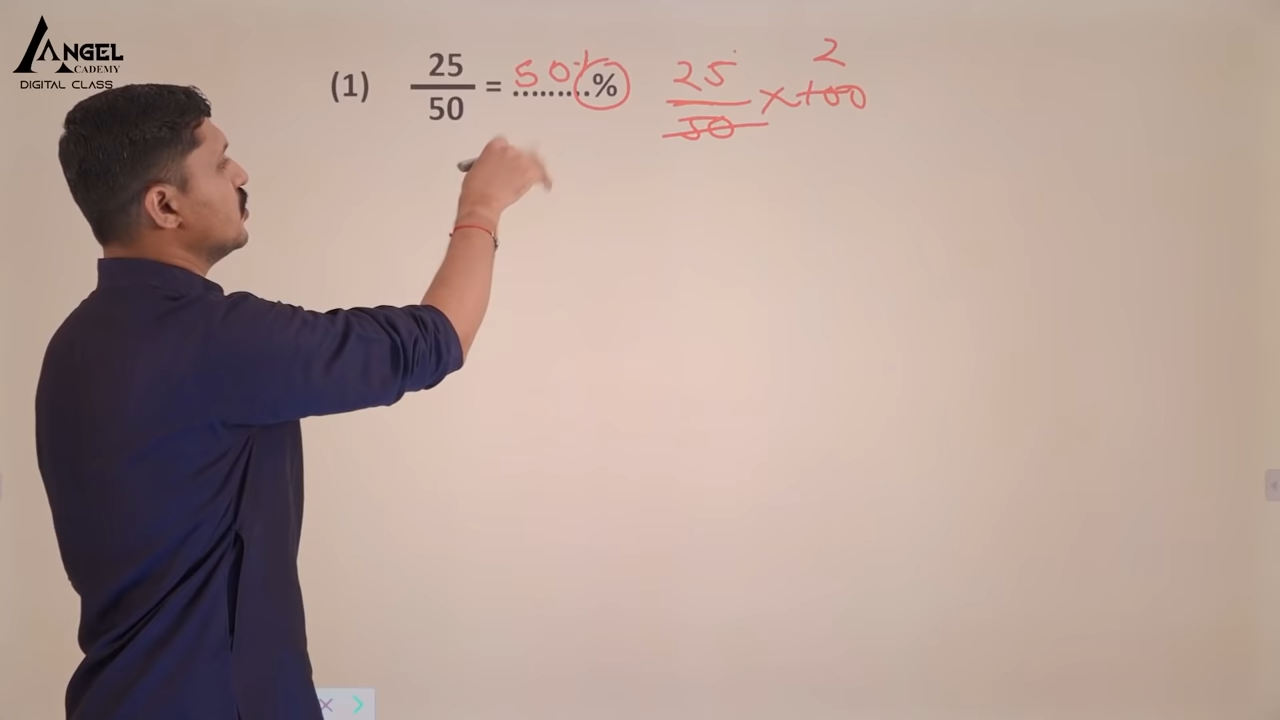 ANGEL
ACADEMY
DIGITAL CLASS
(1) 25/50 = 50% .........% 25/50 × 100 2